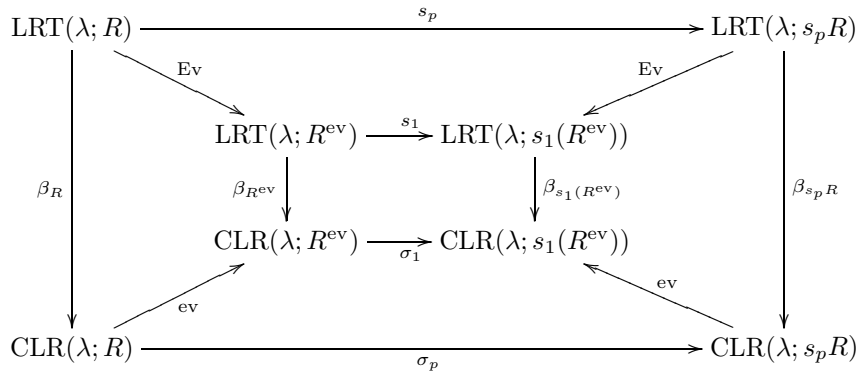 LRT(λ; R) s_p LRT(λ; s_pR)
Ev Ev
LRT(λ; R^ev) s_1 LRT(λ; s_1(R^ev))
β_R β_{R^ev} β_{s_1(R^ev)} β_{s_pR}
CLR(λ; R^ev) σ_1 CLR(λ; s_1(R^ev))
ev ev
CLR(λ; R) σ_p CLR(λ; s_pR)